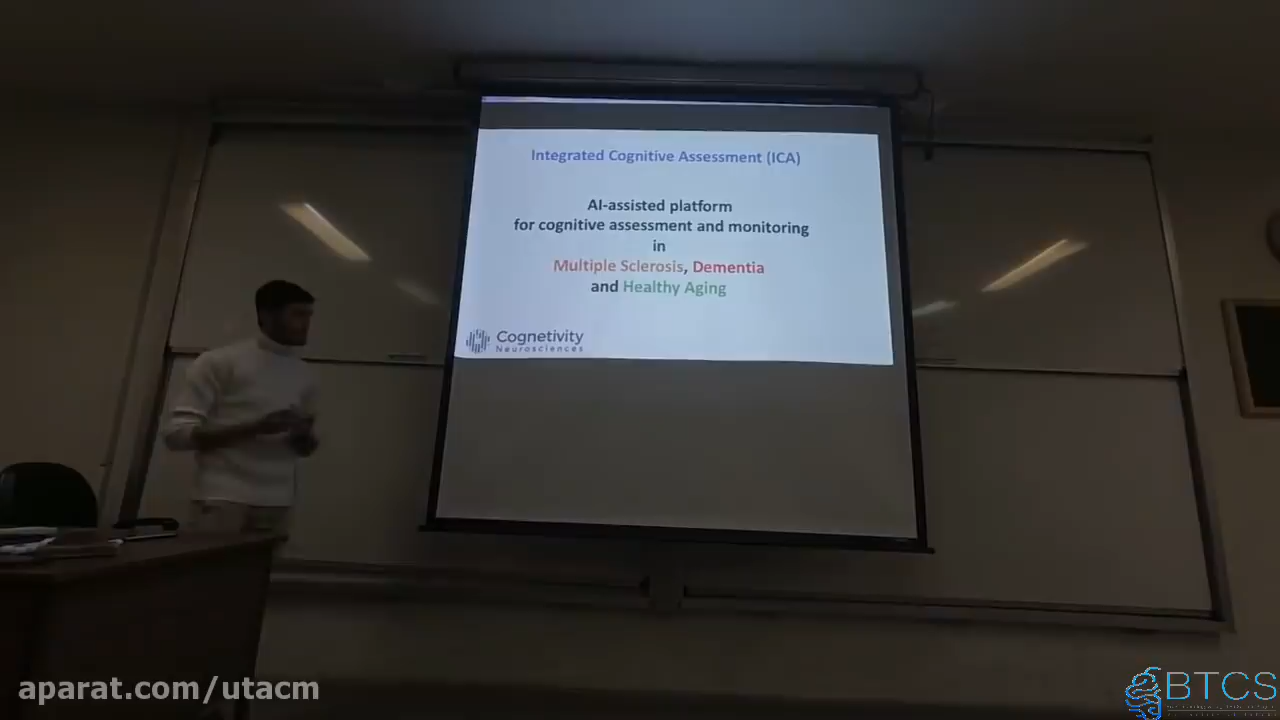 Integrated Cognitive Assessment (ICA)
AI-assisted platform
for cognitive assessment and monitoring
in
Multiple Sclerosis, Dementia
and Healthy Aging
Cognetivity
Neurosciences
aparat.com/utacm
BTCS